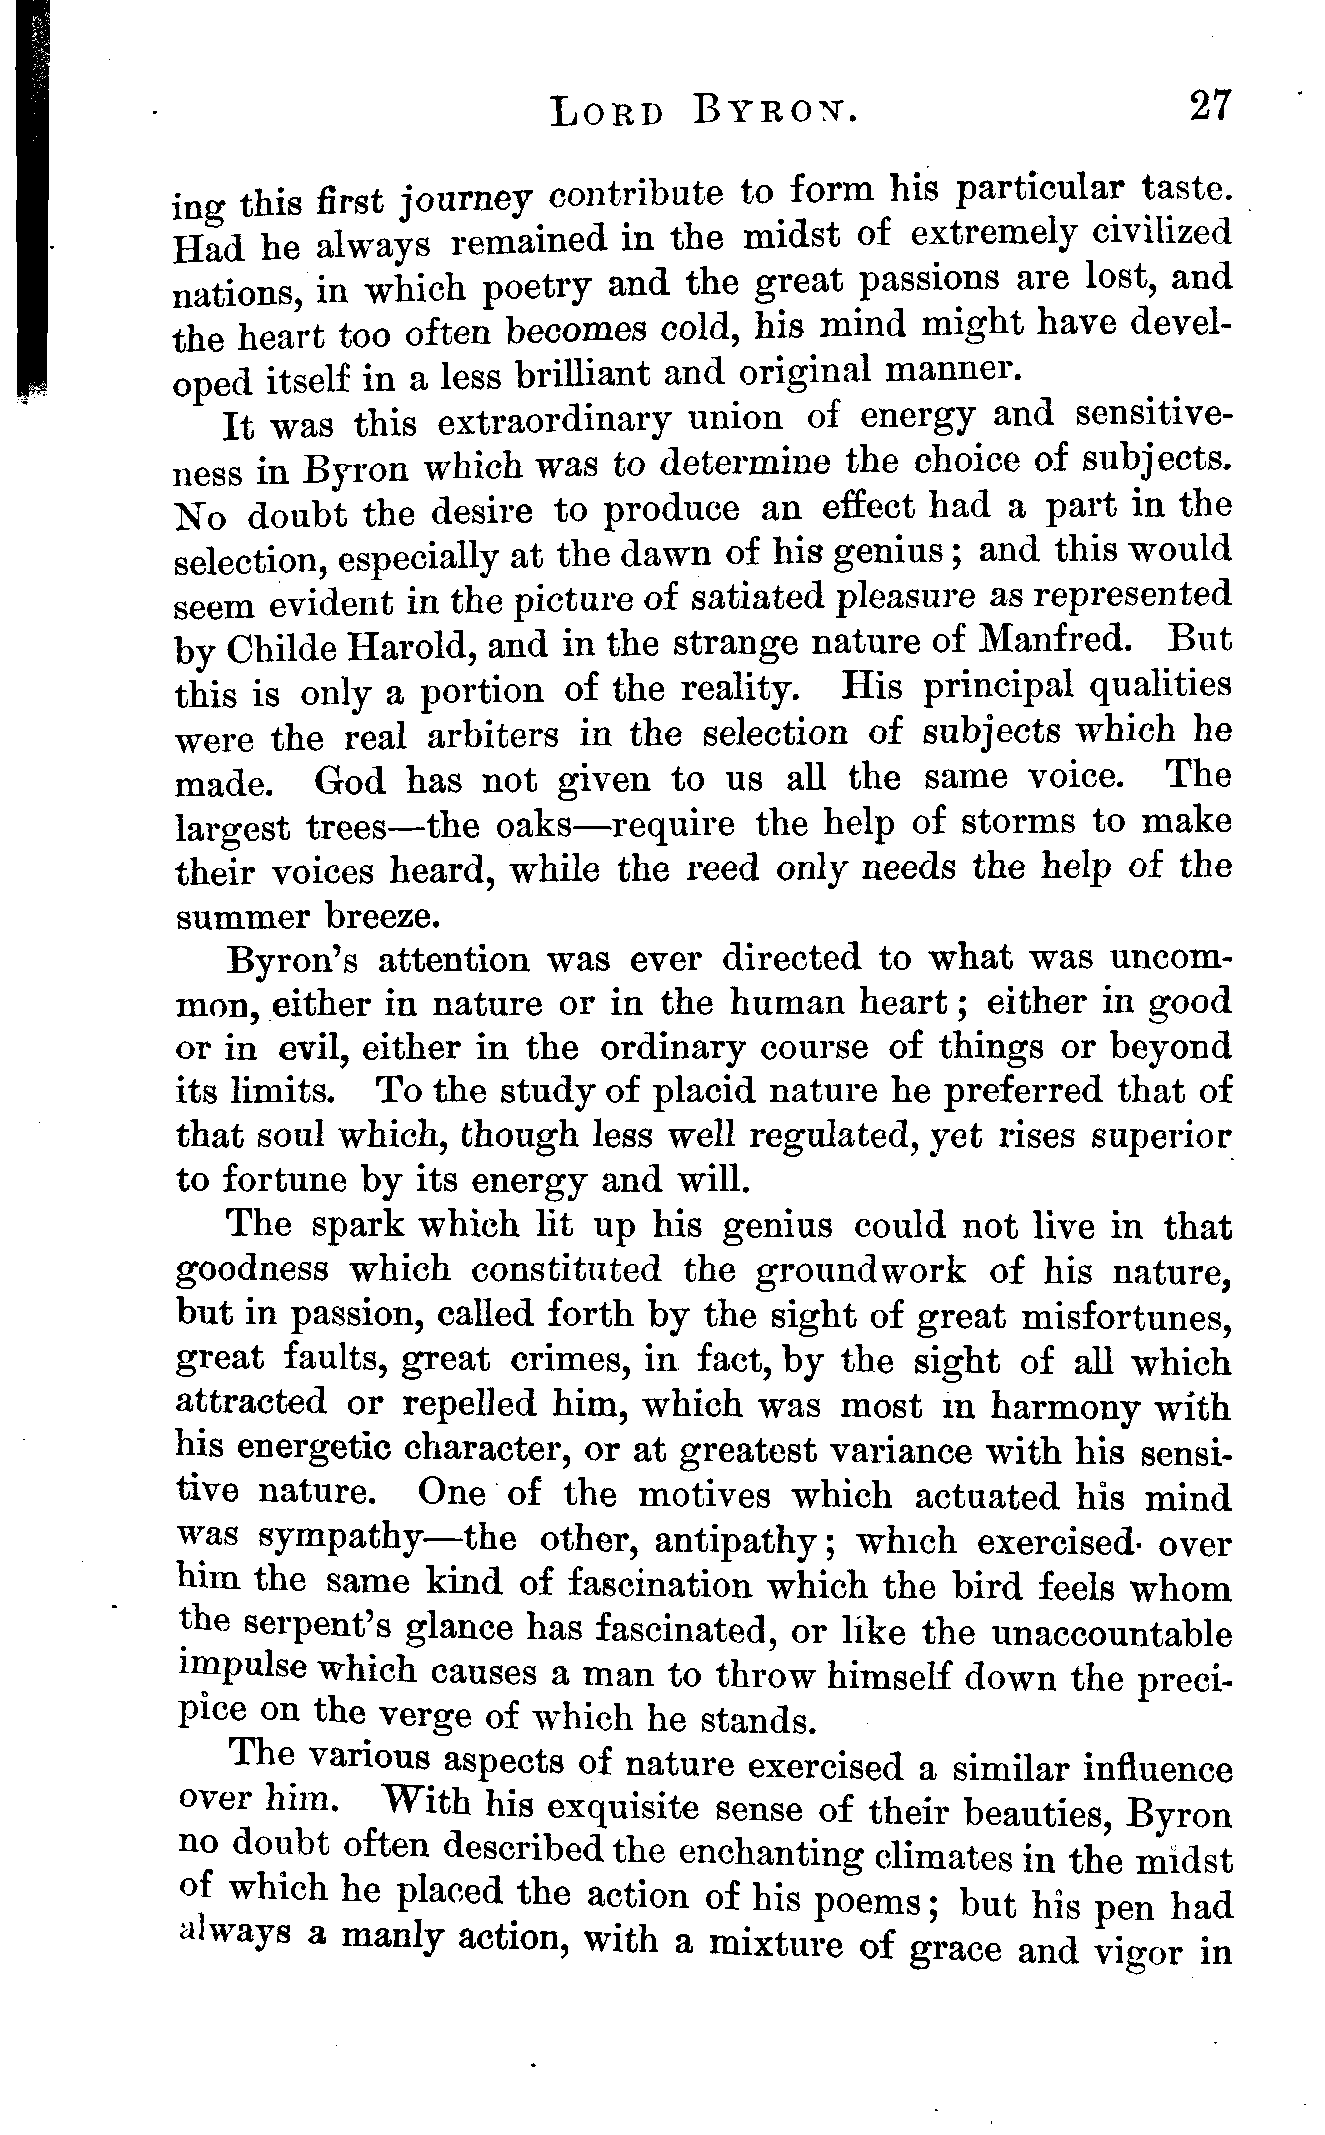 LORD BYRON. 27
ing this first journey contribute to form his particular taste.
Had he always remained in the midst of extremely civilized
nations, in which poetry and the great passions are lost, and
the heart too often becomes cold, his mind might have devel-
oped itself in a less brilliant and original manner.
It was this extraordinary union of energy and sensitive-
ness in Byron which was to determine the choice of subjects.
No doubt the desire to produce an effect had a part in the
selection, especially at the dawn of his genius; and this would
seem evident in the picture of satiated pleasure as represented
by Childe Harold, and in the strange nature of Manfred. But
this is only a portion of the reality. His principal qualities
were the real arbiters in the selection of subjects which he
made. God has not given to us all the same voice. The
largest trees—the oaks—require the help of storms to make
their voices heard, while the reed only needs the help of the
summer breeze.
Byron's attention was ever directed to what was uncom-
mon, either in nature or in the human heart; either in good
or in evil, either in the ordinary course of things or beyond
its limits. To the study of placid nature he preferred that of
that soul which, though less well regulated, yet rises superior
to fortune by its energy and will.
The spark which lit up his genius could not live in that
goodness which constituted the groundwork of his nature,
but in passion, called forth by the sight of great misfortunes,
great faults, great crimes, in fact, by the sight of all which
attracted or repelled him, which was most in harmony with
his energetic character, or at greatest variance with his sensi-
tive nature. One of the motives which actuated his mind
was sympathy—the other, antipathy; which exercised over
him the same kind of fascination which the bird feels whom
the serpent's glance has fascinated, or like the unaccountable
impulse which causes a man to throw himself down the preci-
pice on the verge of which he stands.
The various aspects of nature exercised a similar influence
over him. With his exquisite sense of their beauties, Byron
no doubt often described the enchanting climates in the midst
of which he placed the action of his poems; but his pen had
always a manly action, with a mixture of grace and vigor in